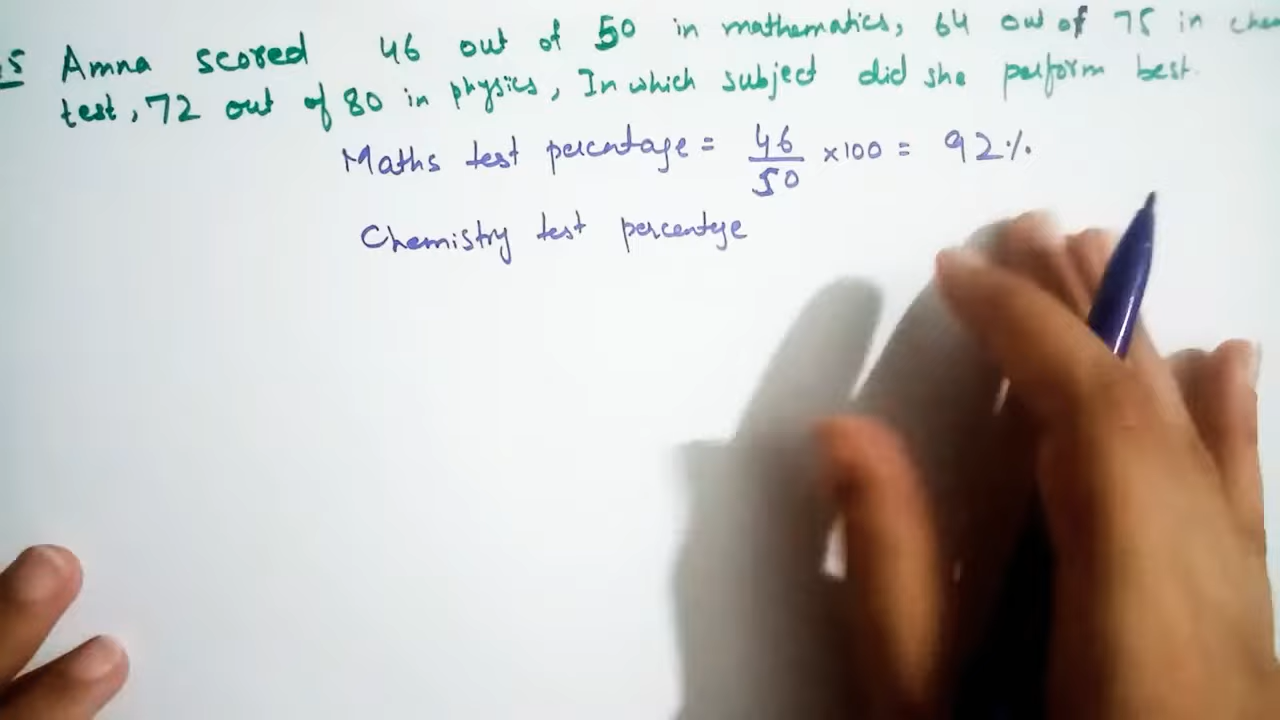 5 Amna scored 46 out of 50 in mathematics, 64 out of 75 in
test, 72 out of 80 in physics, In which subject did she perform best.
Maths test percentage = 46/50 ×100 = 92%
Chemistry test percentage